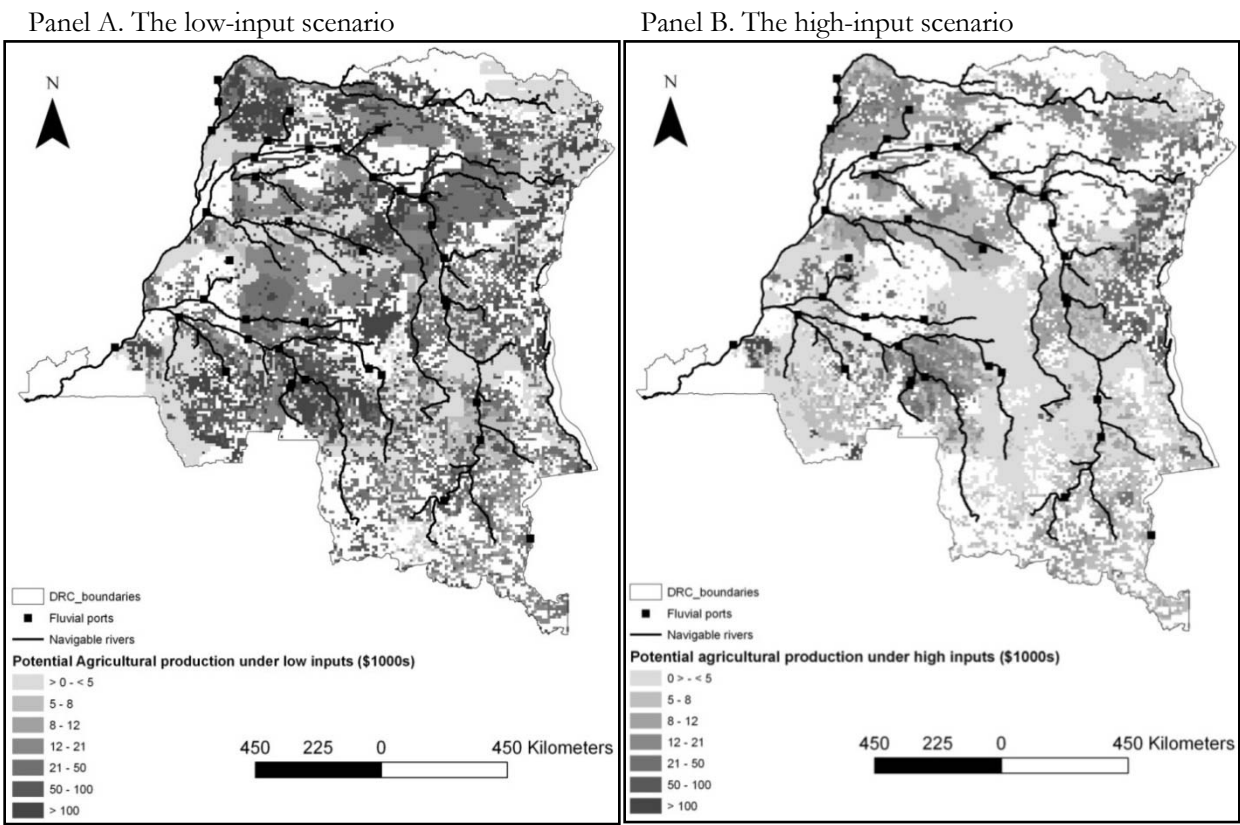 Panel A. The low-input scenario
Panel B. The high-input scenario
N
DRC_boundaries
Fluvial ports
Navigable rivers
Potential Agricultural production under low inputs ($1000s)
> 0 - < 5
5 - 8
8 - 12
12 - 21
21 - 50
50 - 100
> 100
450 225 0 450 Kilometers
N
DRC_boundaries
Fluvial ports
Navigable rivers
Potential agricultural production under high inputs ($1000s)
0 > - < 5
5 - 8
8 - 12
12 - 21
21 - 50
50 - 100
> 100
450 225 0 450 Kilometers